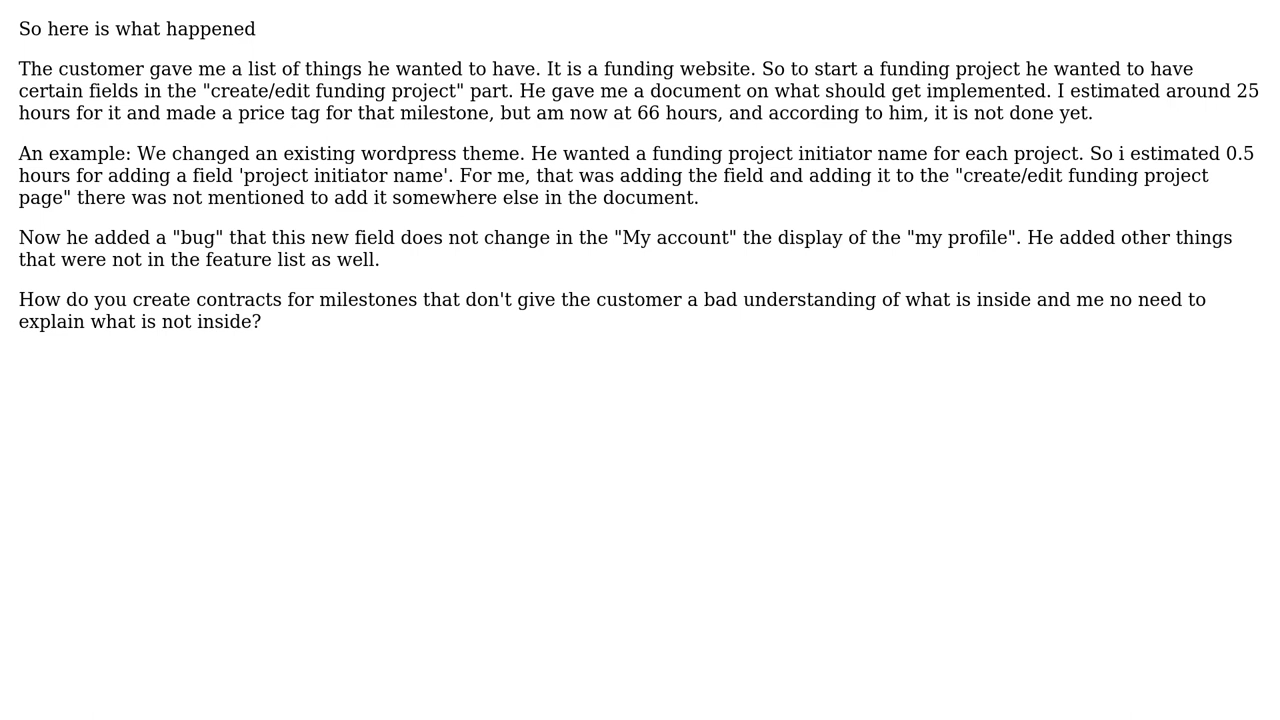 So here is what happened
The customer gave me a list of things he wanted to have. It is a funding website. So to start a funding project he wanted to have
certain fields in the "create/edit funding project" part. He gave me a document on what should get implemented. I estimated around 25
hours for it and made a price tag for that milestone, but am now at 66 hours, and according to him, it is not done yet.
An example: We changed an existing wordpress theme. He wanted a funding project initiator name for each project. So i estimated 0.5
hours for adding a field 'project initiator name'. For me, that was adding the field and adding it to the "create/edit funding project
page" there was not mentioned to add it somewhere else in the document.
Now he added a "bug" that this new field does not change in the "My account" the display of the "my profile". He added other things
that were not in the feature list as well.
How do you create contracts for milestones that don't give the customer a bad understanding of what is inside and me no need to
explain what is not inside?